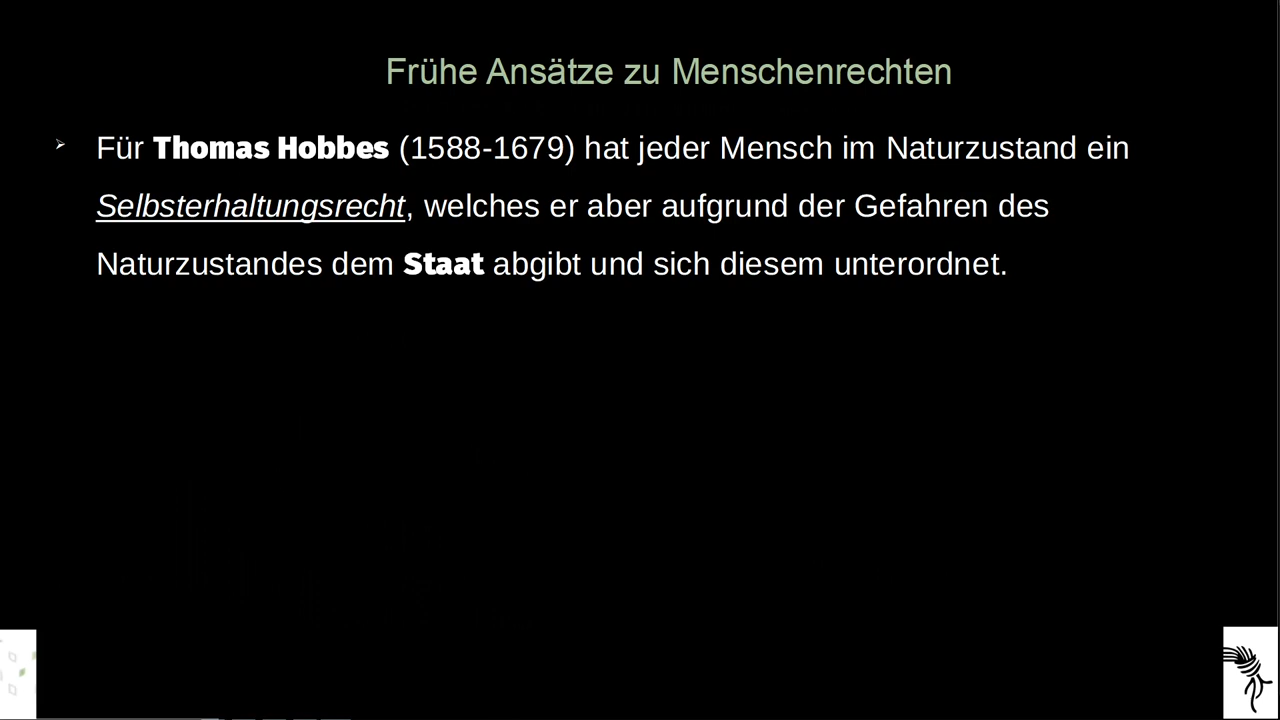 Frühe Ansätze zu Menschenrechten
Für Thomas Hobbes (1588-1679) hat jeder Mensch im Naturzustand ein
Selbsterhaltungsrecht, welches er aber aufgrund der Gefahren des
Naturzustandes dem Staat abgibt und sich diesem unterordnet.